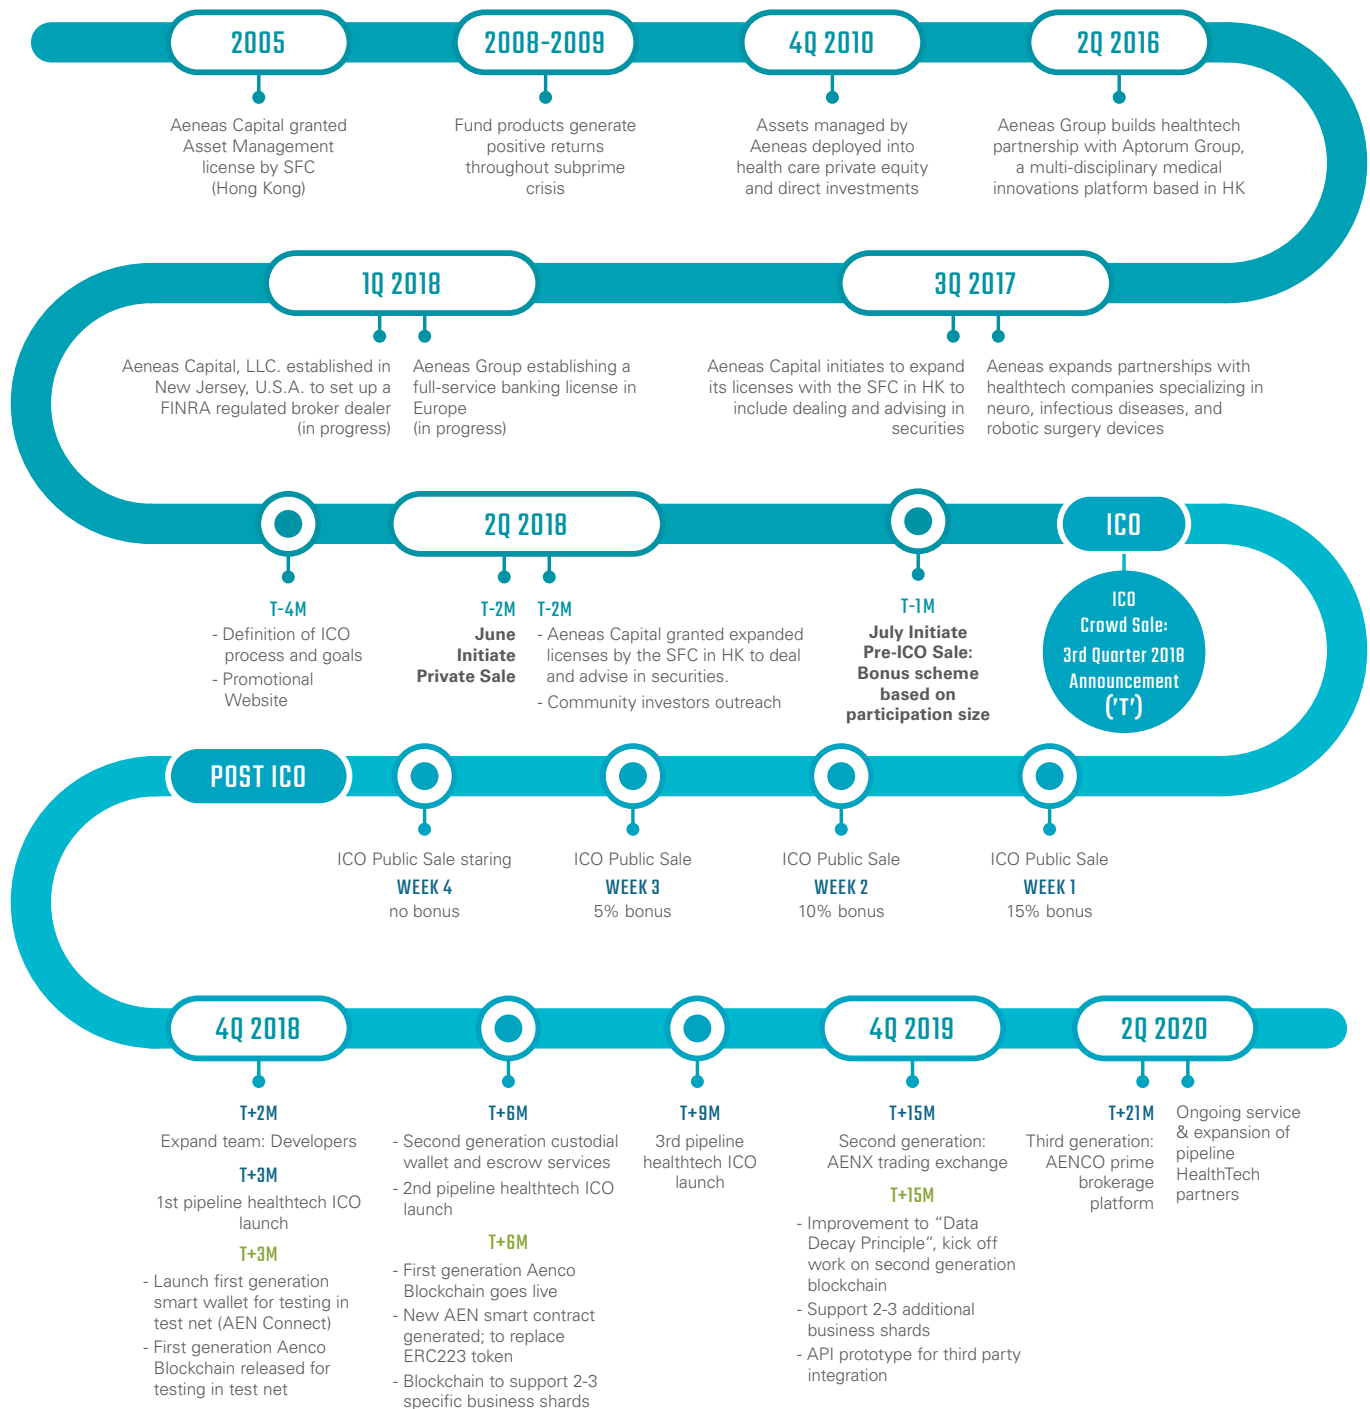 2005
Aeneas Capital granted
Asset Management
license by SFC
(Hong Kong)
2008-2009
Fund products generate
positive returns
throughout subprime
crisis
4Q 2010
Assets managed by
Aeneas deployed into
health care private equity
and direct investments
2Q 2016
Aeneas Group builds healthtech
partnership with Aptorum Group,
a multi-disciplinary medical
innovations platform based in HK
3Q 2017
Aeneas Capital initiates to expand
its licenses with the SFC in HK to
include dealing and advising in
securities
Aeneas expands partnerships with
healthtech companies specializing in
neuro, infectious diseases, and
robotic surgery devices
1Q 2018
Aeneas Capital, LLC. established in
New Jersey, U.S.A. to set up a
FINRA regulated broker dealer
(in progress)
Aeneas Group establishing a
full-service banking license in
Europe
(in progress)
T-4M
- Definition of ICO
process and goals
- Promotional
Website
2Q 2018
T-2M
June
Initiate
Private Sale
T-2M
- Aeneas Capital granted expanded
licenses by the SFC in HK to deal
and advise in securities.
- Community investors outreach
T-1M
July Initiate
Pre-ICO Sale:
Bonus scheme
based on
participation size
ICO
ICO
Crowd Sale:
3rd Quarter 2018
Announcement
('T')
ICO Public Sale
WEEK 1
15% bonus
ICO Public Sale
WEEK 2
10% bonus
ICO Public Sale
WEEK 3
5% bonus
ICO Public Sale staring
WEEK 4
no bonus
POST ICO
4Q 2018
T+2M
Expand team: Developers
T+3M
1st pipeline healthtech ICO
launch
T+3M
- Launch first generation
smart wallet for testing in
test net (AEN Connect)
- First generation Aenco
Blockchain released for
testing in test net
T+6M
- Second generation custodial
wallet and escrow services
- 2nd pipeline healthtech ICO
launch
T+6M
- First generation Aenco
Blockchain goes live
- New AEN smart contract
generated; to replace
ERC223 token
- Blockchain to support 2-3
specific business shards
T+9M
3rd pipeline
healthtech ICO
launch
4Q 2019
T+15M
Second generation:
AENX trading exchange
T+15M
- Improvement to “Data
Decay Principle”, kick off
work on second generation
blockchain
- Support 2-3 additional
business shards
- API prototype for third party
integration
2Q 2020
T+21M
Third generation:
AENCO prime
brokerage
platform
Ongoing service
& expansion of
pipeline
HealthTech
partners